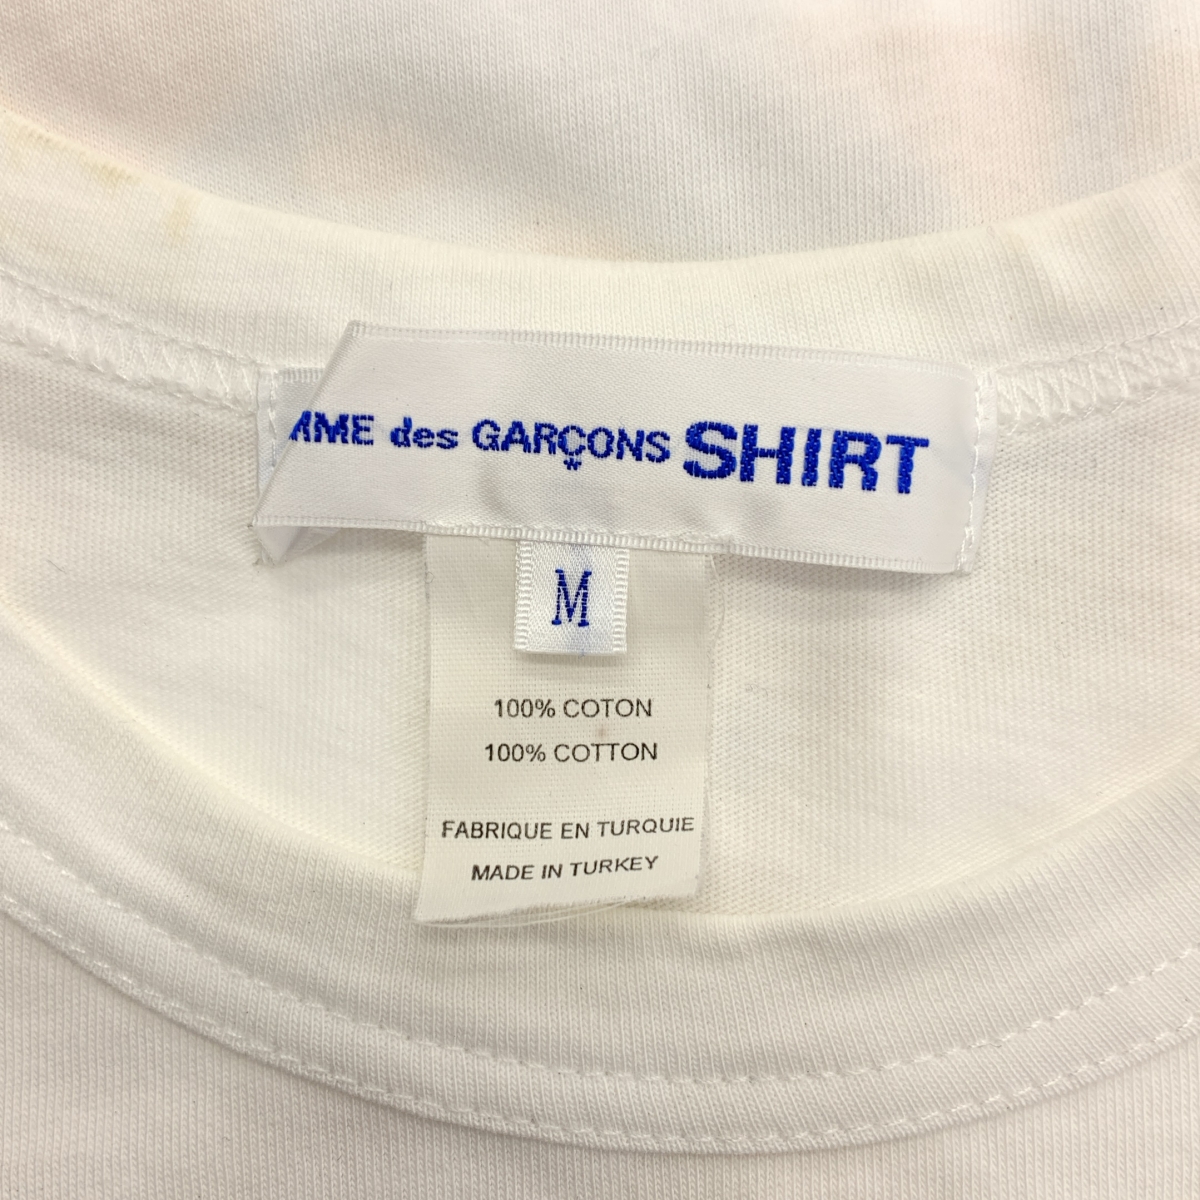 MME des GARÇONS SHIRT
M
100% COTON
100% COTTON
FABRIQUE EN TURQUIE
MADE IN TURKEY